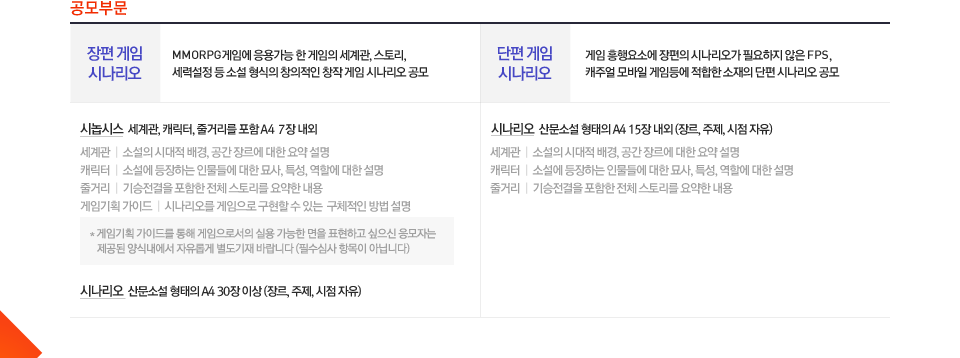 공모부문
장편 게임
시나리오
MMORPG게임에 응용가능 한 게임의 세계관, 스토리,
세력설정 등 소설 형식의 창의적인 창작 게임 시나리오 공모
단편 게임
시나리오
게임 흥행요소에 장편의 시나리오가 필요하지 않은 FPS,
캐주얼 모바일 게임등에 적합한 소재의 단편 시나리오 공모
시놉시스 세계관, 캐릭터, 줄거리를 포함 A4 7장 내외
세계관 | 소설의 시대적 배경, 공간 장르에 대한 요약 설명
캐릭터 | 소설에 등장하는 인물들에 대한 묘사, 특성, 역할에 대한 설명
줄거리 | 기승전결을 포함한 전체 스토리를 요약한 내용
게임기획 가이드 | 시나리오를 게임으로 구현할 수 있는 구체적인 방법 설명
* 게임기획 가이드를 통해 게임으로서의 실용 가능한 면을 표현하고 싶으신 응모자는
제공된 양식내에서 자유롭게 별도기재 바랍니다 (필수심사 항목이 아닙니다)
시나리오 산문소설 형태의 A4 30장 이상 (장르, 주제, 시점 자유)
시나리오 산문소설 형태의 A4 15장 내외 (장르, 주제, 시점 자유)
세계관 | 소설의 시대적 배경, 공간 장르에 대한 요약 설명
캐릭터 | 소설에 등장하는 인물들에 대한 묘사, 특성, 역할에 대한 설명
줄거리 | 기승전결을 포함한 전체 스토리를 요약한 내용